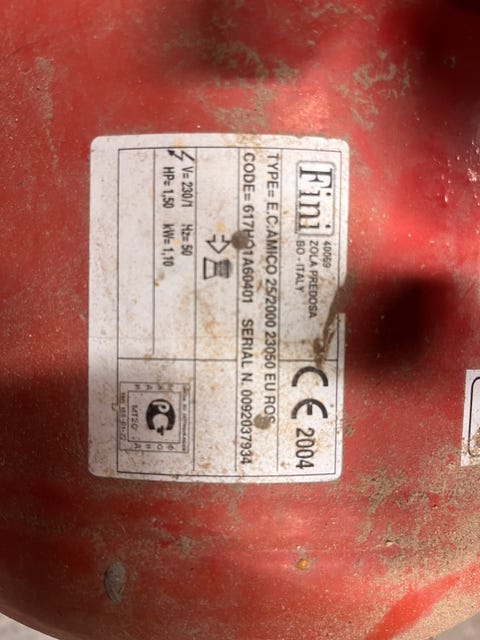 Fini
40069
ZOLA PREDOSA
BO - ITALY
CE 2004
TYPE= E.C.AMICO 25/2000 23050 EU ROS
CODE= 617H01A60401 SERIAL N. 0092037934
V= 230/1 Hz= 50
HP= 1,50 kW= 1,10
MT20